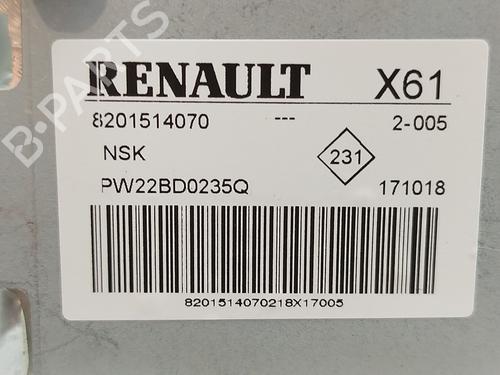 RENAULT X61
8201514070 --- 2-005
NSK 231
PW22BD0235Q 171018
8201514070218X17005
B-PARTS